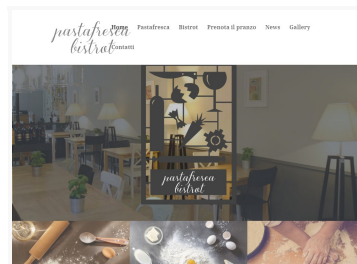 pastafresca
bistrot
Home Pastafresca Bistrot Prenota il pranzo News Gallery
Contatti
pastafresca
bistrot